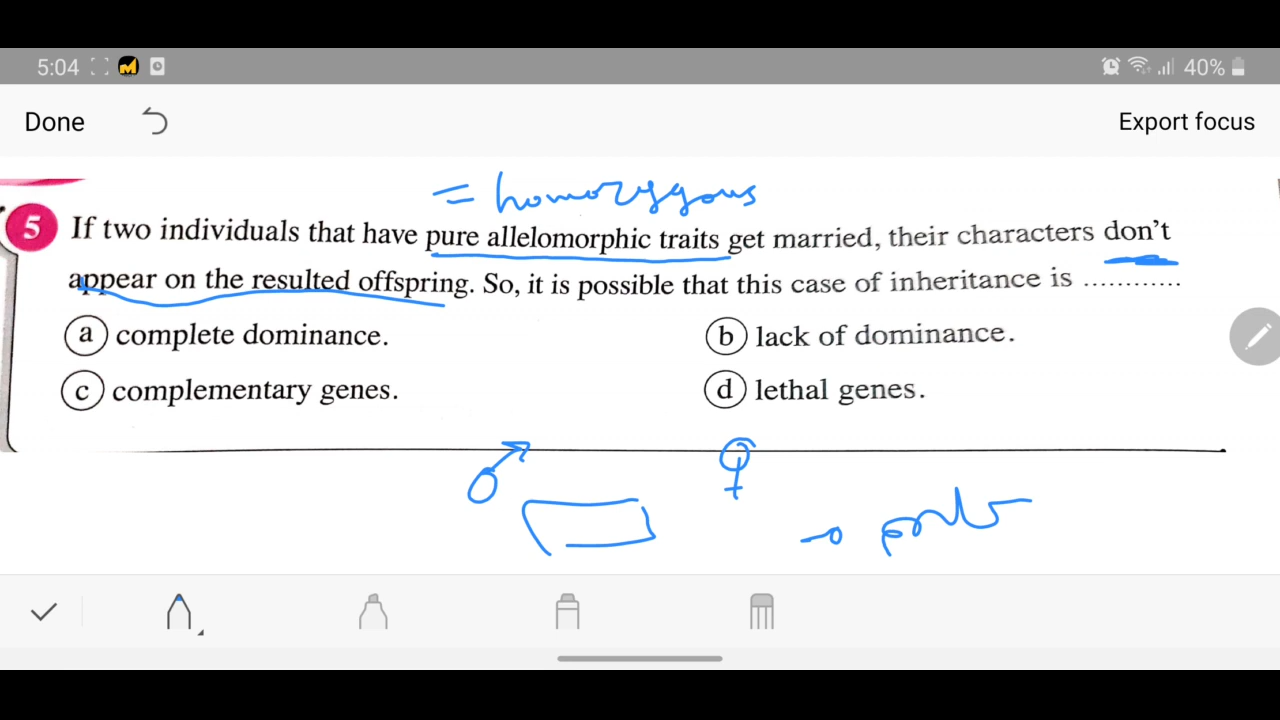 5:04
40%
Done
Export focus
= homozygous
5 If two individuals that have pure allelomorphic traits get married, their characters don't
appear on the resulted offspring. So, it is possible that this case of inheritance is ............
a complete dominance.
b lack of dominance.
c complementary genes.
d lethal genes.